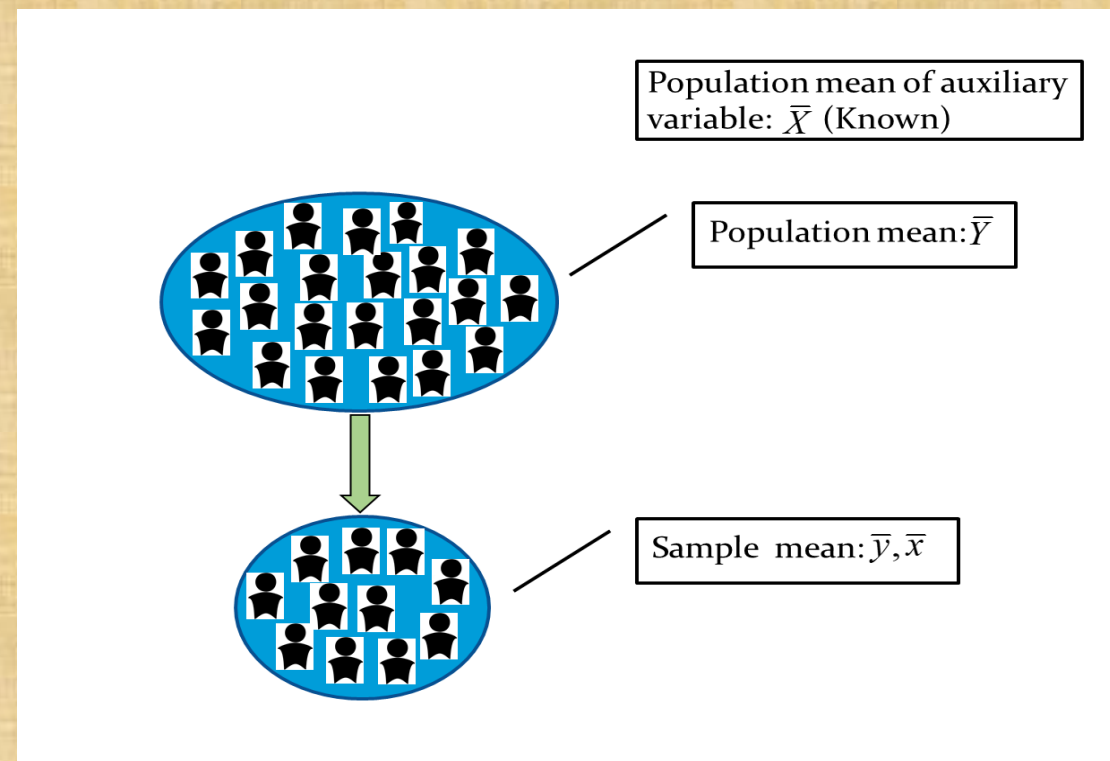 Population mean of auxiliary
variable: X̅ (Known)
Population mean: Y̅
Sample mean: y̅, x̅